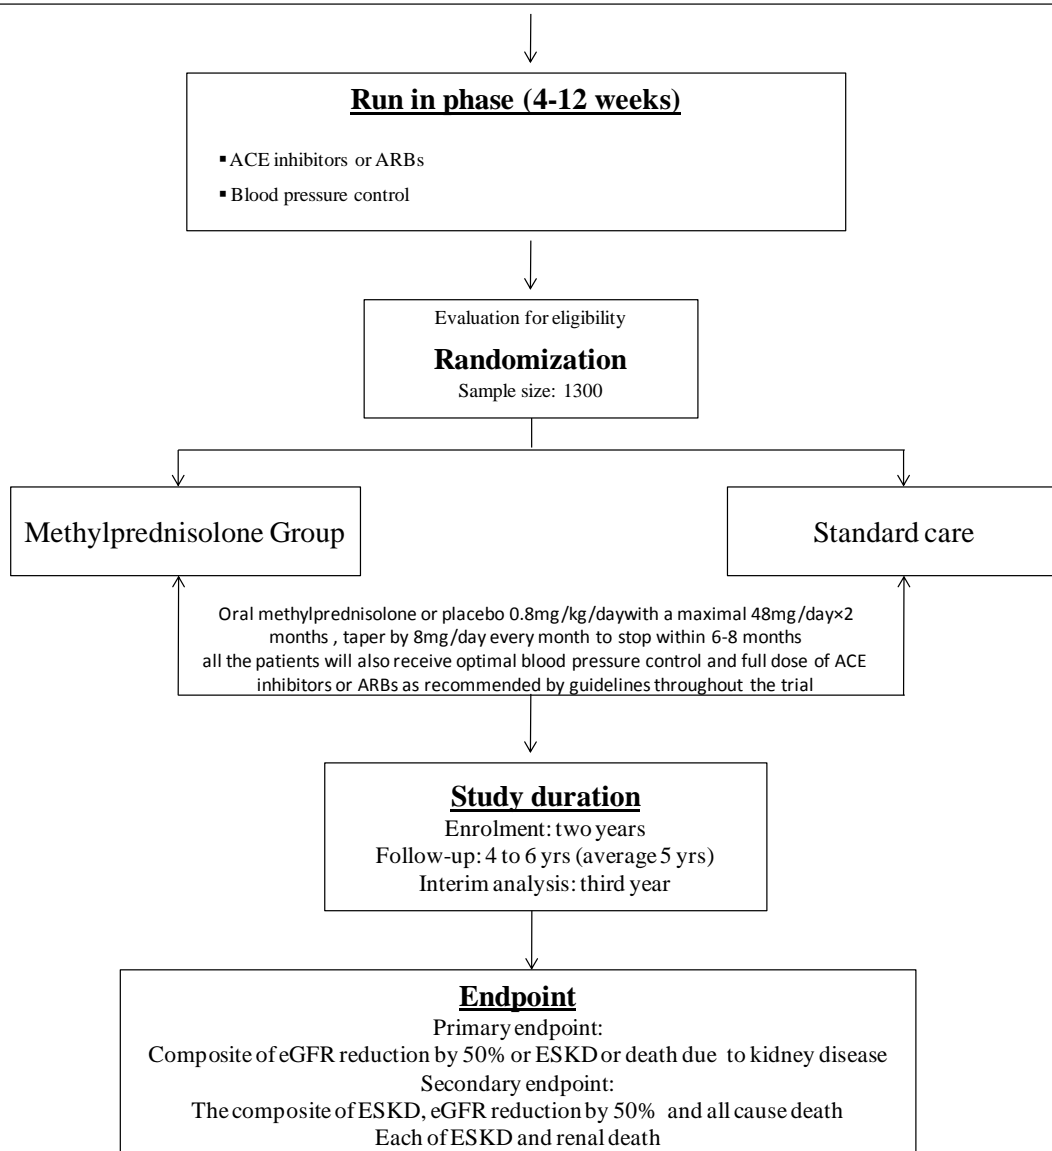 Run in phase (4-12 weeks)
▪ ACE inhibitors or ARBs
▪ Blood pressure control
Evaluation for eligibility
Randomization
Sample size: 1300
Methylprednisolone Group
Standard care
Oral methylprednisolone or placebo 0.8mg/kg/daywith a maximal 48mg/day×2
months , taper by 8mg/day every month to stop within 6-8 months
all the patients will also receive optimal blood pressure control and full dose of ACE
inhibitors or ARBs as recommended by guidelines throughout the trial
Study duration
Enrolment: two years
Follow-up: 4 to 6 yrs (average 5 yrs)
Interim analysis: third year
Endpoint
Primary endpoint:
Composite of eGFR reduction by 50% or ESKD or death due to kidney disease
Secondary endpoint:
The composite of ESKD, eGFR reduction by 50% and all cause death
Each of ESKD and renal death